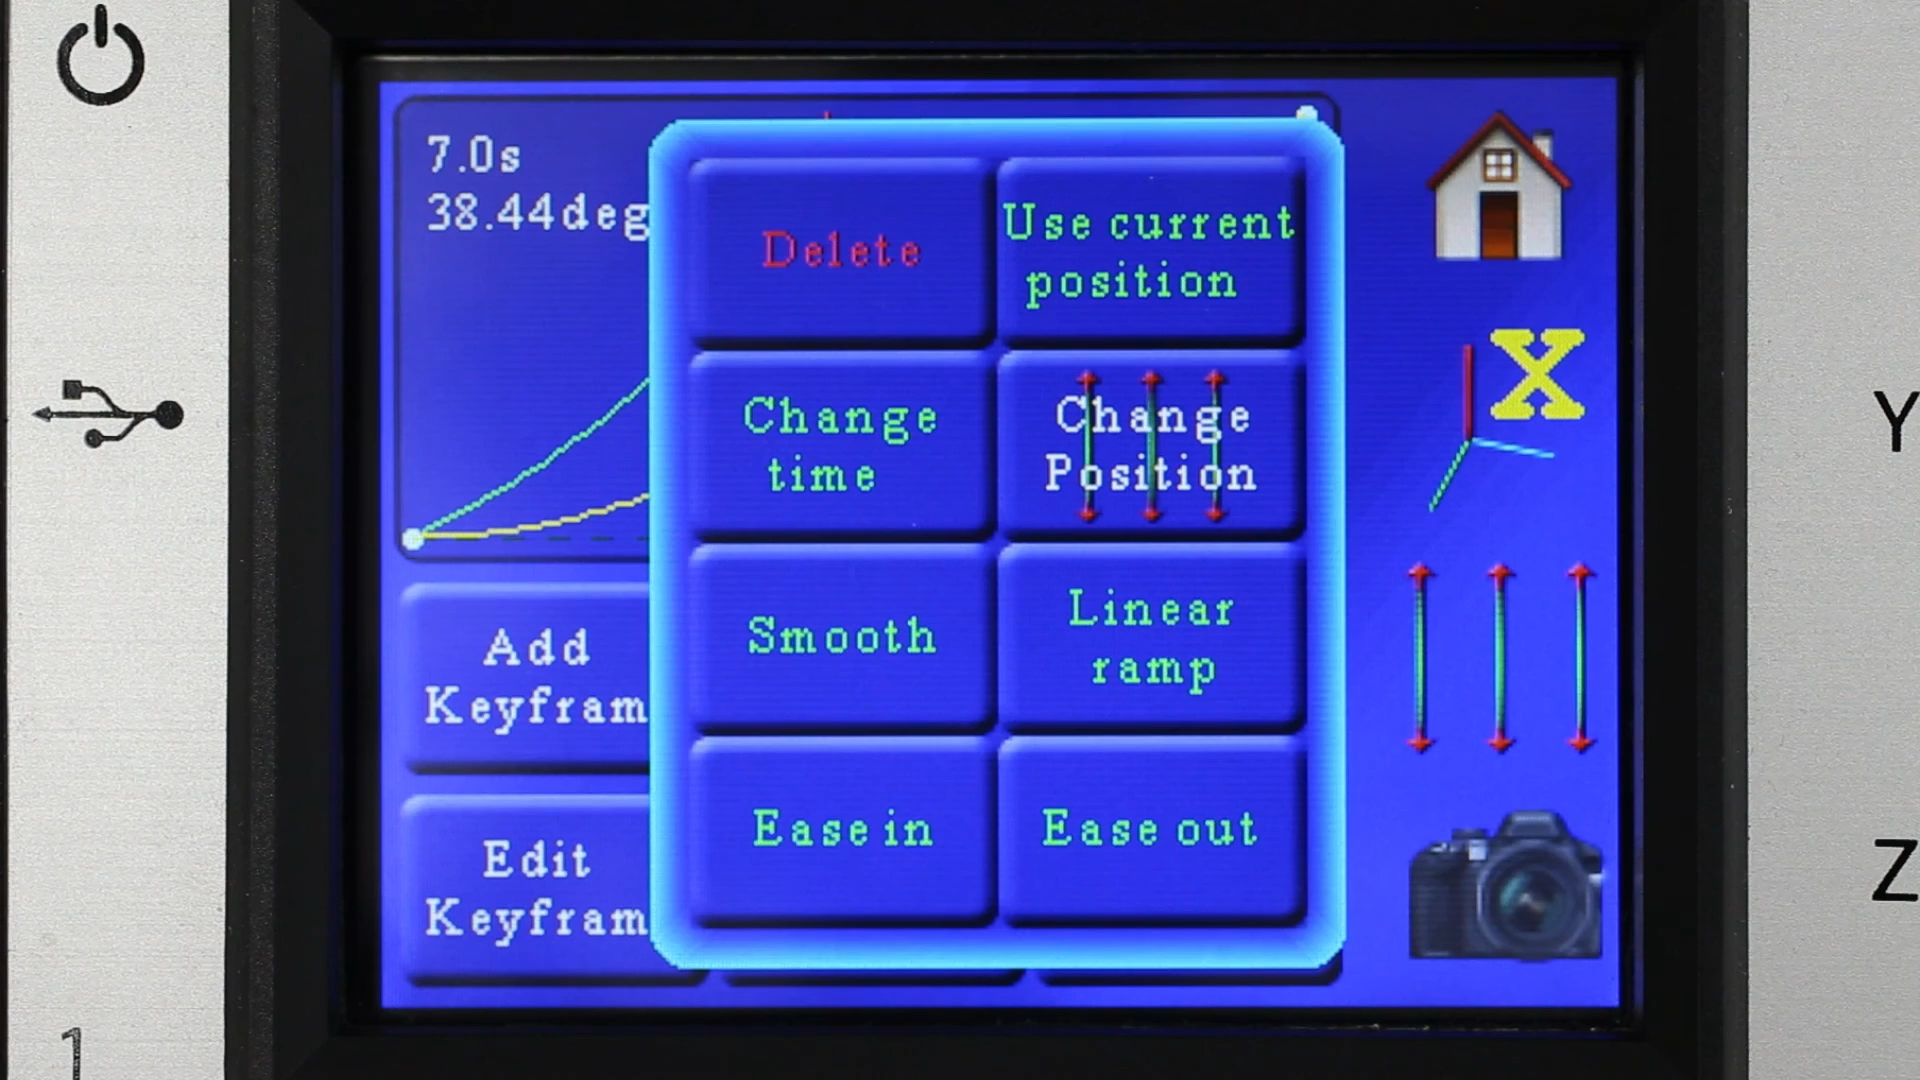 7.0s
38.44deg
Delete
Use current
position
Change
time
Change
Position
Smooth
Linear
ramp
Ease in
Ease out
Add
Keyfram
Edit
Keyfram
X
Y
Z
1